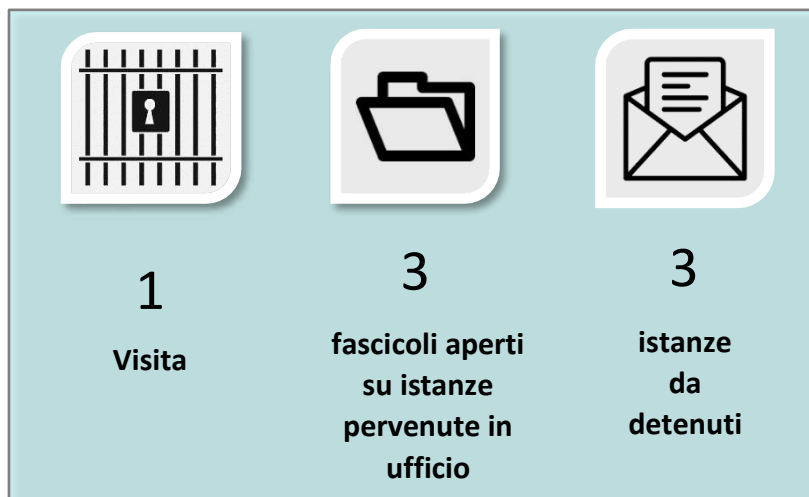 1
Visita
3
fascicoli aperti
su istanze
pervenute in
ufficio
3
istanze
da
detenuti